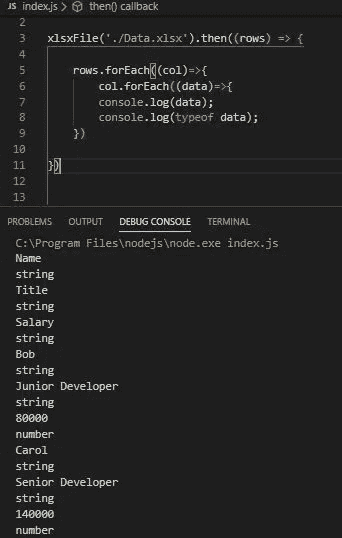 JS index.js > then() callback
2
3 xlsxFile('./Data.xlsx').then((rows) => {
4
5 rows.forEach((col)=>{
6 col.forEach((data)=>{
7 console.log(data);
8 console.log(typeof data);
9 })
10
11 })
12
13
PROBLEMS OUTPUT DEBUG CONSOLE TERMINAL
C:\Program Files\nodejs\node.exe index.js
Name
string
Title
string
Salary
string
Bob
string
Junior Developer
string
80000
number
Carol
string
Senior Developer
string
140000
number